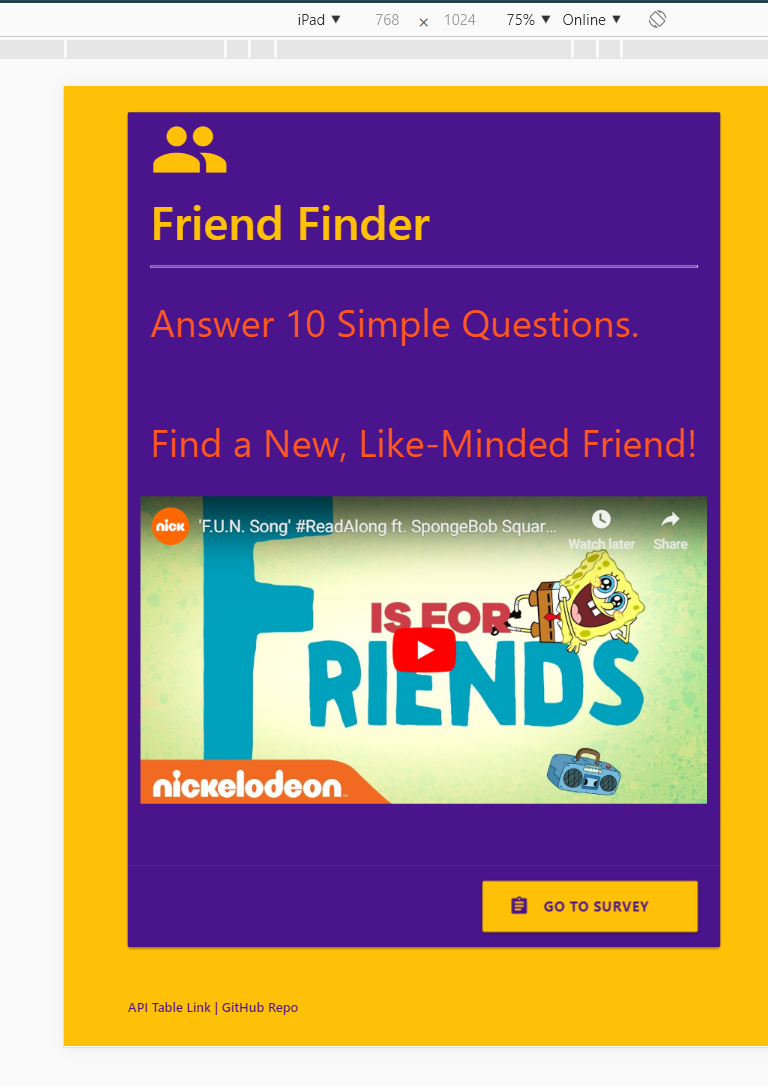 iPad ▼ 768 × 1024 75% ▼ Online ▼
Friend Finder
Answer 10 Simple Questions.
Find a New, Like-Minded Friend!
nick 'F.U.N. Song' #ReadAlong ft. SpongeBob Squar...
Watch later Share
F IS FOR
FRIENDS
nickelodeon
GO TO SURVEY
API Table Link | GitHub Repo